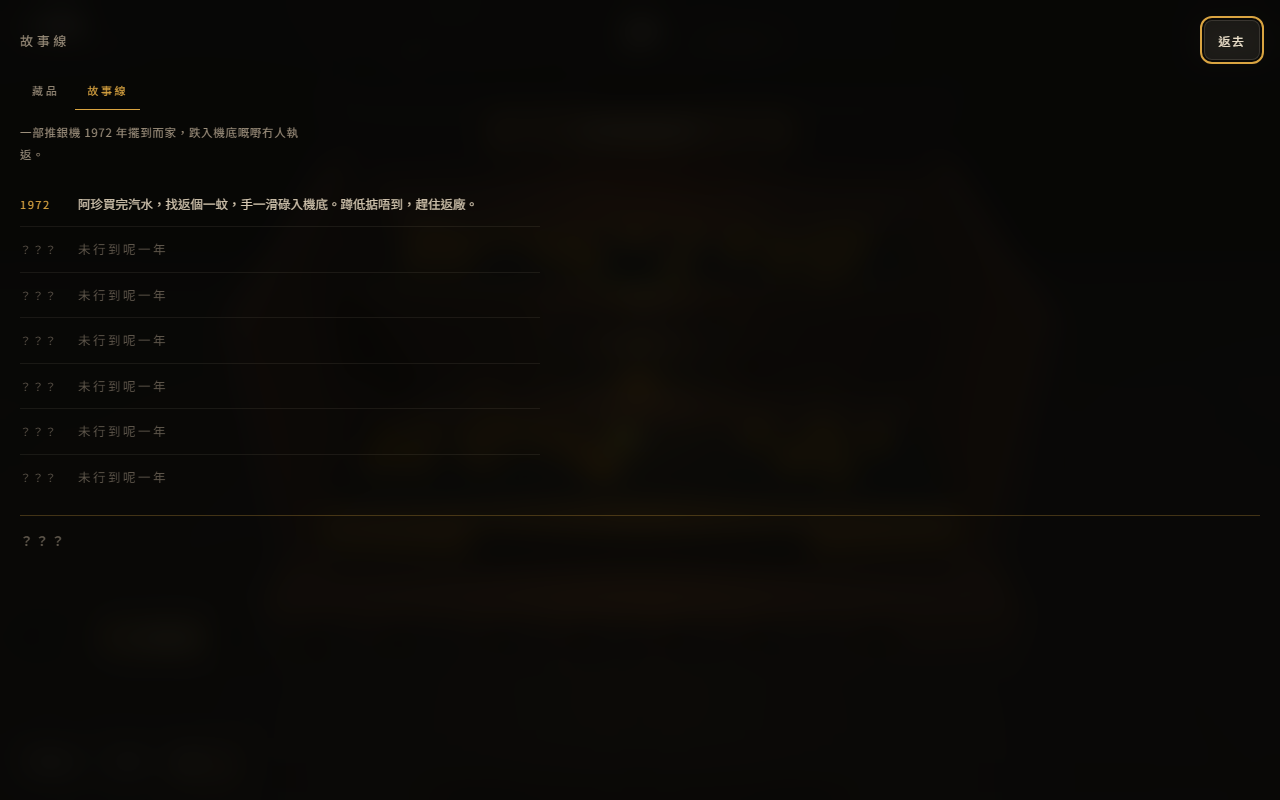 故事線
返去
藏品
故事線
一部推銀機 1972 年擺到而家，跌入機底嘅嘢冇人執
返。
1972 阿珍買完汽水，找返個一蚊，手一滑碌入機底。蹲低掂唔到，趕住返廠。
？？？ 未行到呢一年
？？？ 未行到呢一年
？？？ 未行到呢一年
？？？ 未行到呢一年
？？？ 未行到呢一年
？？？ 未行到呢一年
？？？